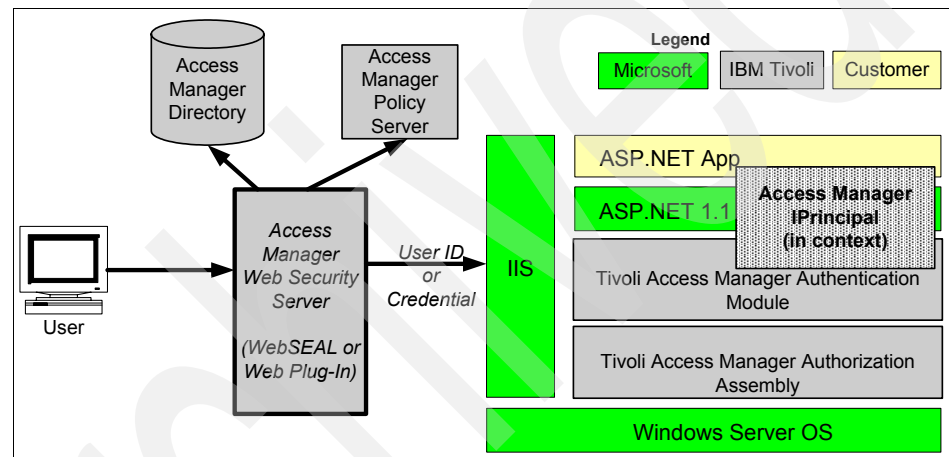 Legend
Microsoft
IBM Tivoli
Customer
Access
Manager
Directory
Access
Manager
Policy
Server
User
Access
Manager
Web Security
Server
(WebSEAL or
Web Plug-In)
User ID
or
Credential
IIS
ASP.NET App
ASP.NET 1.1
Access Manager
IPrincipal
(in context)
Tivoli Access Manager Authentication
Module
Tivoli Access Manager Authorization
Assembly
Windows Server OS